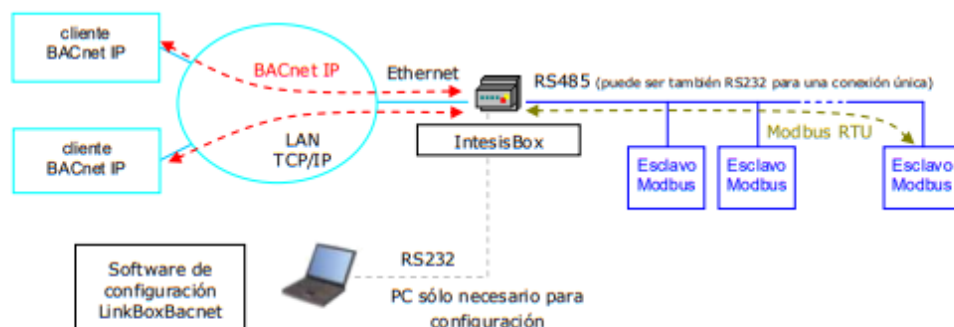 cliente
BACnet IP
BACnet IP
Ethernet
RS485 (puede ser también RS232 para una conexión única)
LAN
TCP/IP
IntesisBox
Modbus RTU
cliente
BACnet IP
Esclavo
Modbus
Esclavo
Modbus
Esclavo
Modbus
Software de
configuración
LinkBoxBacnet
RS232
PC sólo necesario para
configuración